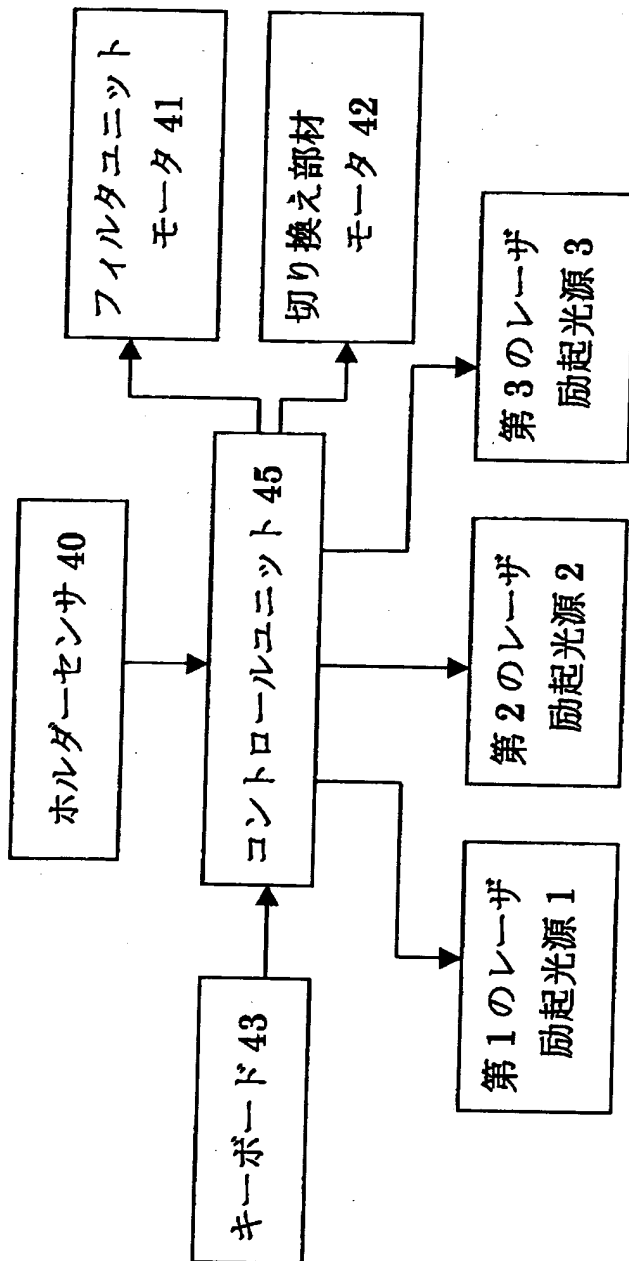 ホルダーセンサ 40
フィルタユニット
モータ 41
キーボード 43
コントロールユニット 45
切り換え部材
モータ 42
第1のレーザ
励起光源 1
第2のレーザ
励起光源 2
第3のレーザ
励起光源 3